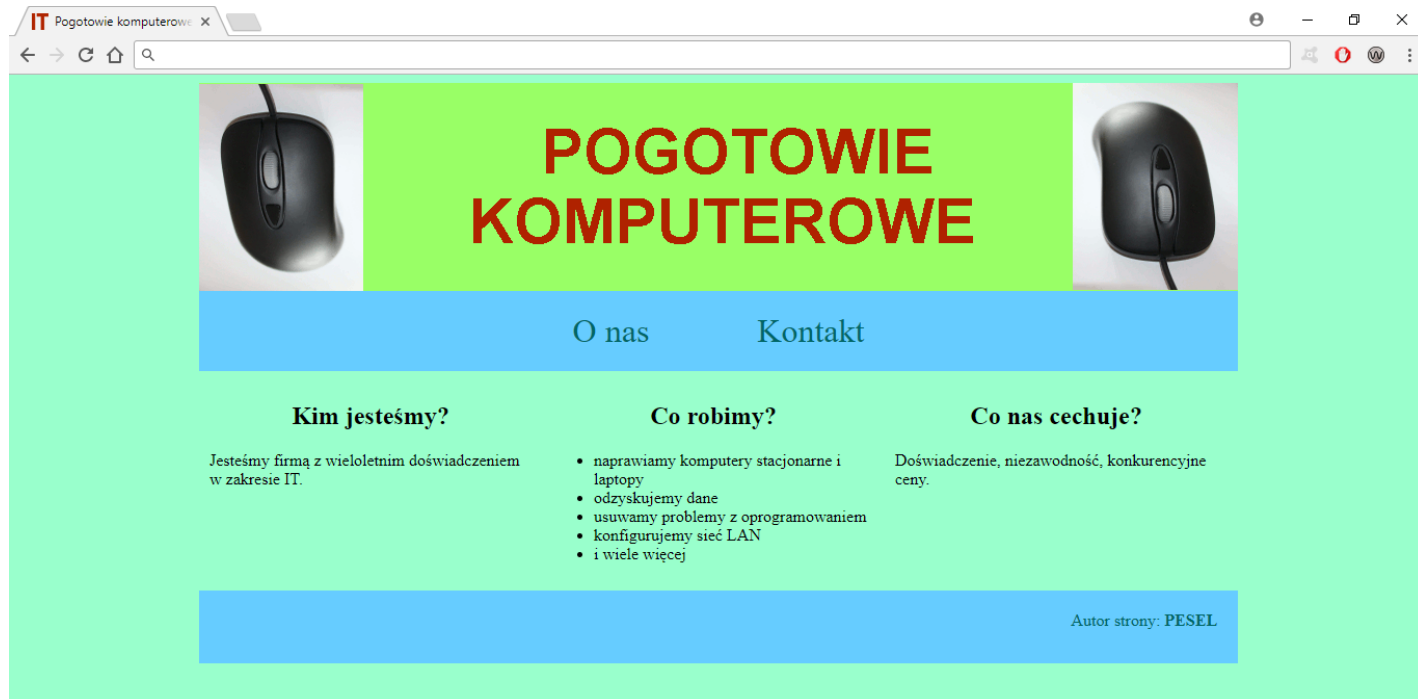 IT Pogotowie komputerowe
POGOTOWIE
KOMPUTEROWE
O nas Kontakt
Kim jesteśmy?
Jesteśmy firmą z wieloletnim doświadczeniem
w zakresie IT.
Co robimy?
• naprawiamy komputery stacjonarne i
laptopy
• odzyskujemy dane
• usuwamy problemy z oprogramowaniem
• konfigurujemy sieć LAN
• i wiele więcej
Co nas cechuje?
Doświadczenie, niezawodność, konkurencyjne
ceny.
Autor strony: PESEL